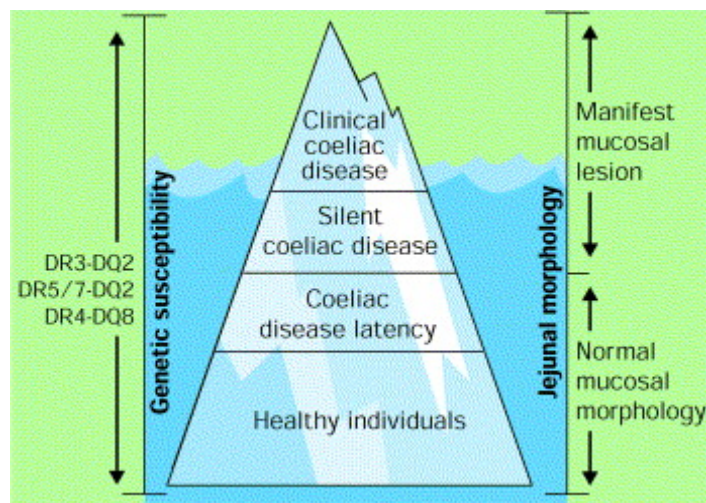 Genetic susceptibility
DR3-DQ2
DR5/7-DQ2
DR4-DQ8
Clinical
coeliac
disease
Silent
coeliac disease
Coeliac
disease latency
Healthy individuals
Jejunal morphology
Manifest
mucosal
lesion
Normal
mucosal
morphology